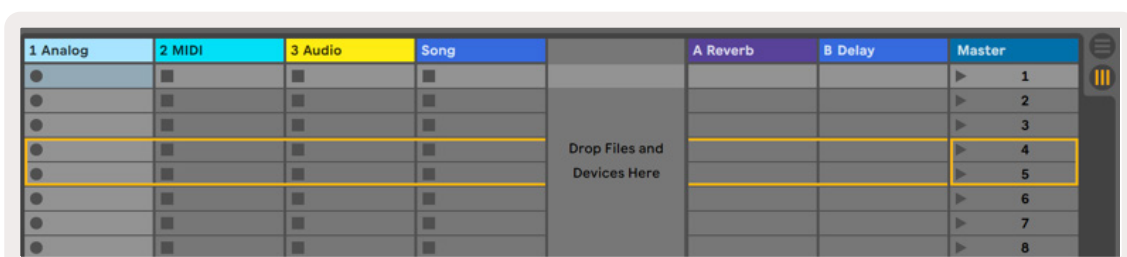 1 Analog 2 MIDI 3 Audio Song A Reverb B Delay Master
1
2
3
Drop Files and 4
Devices Here 5
6
7
8